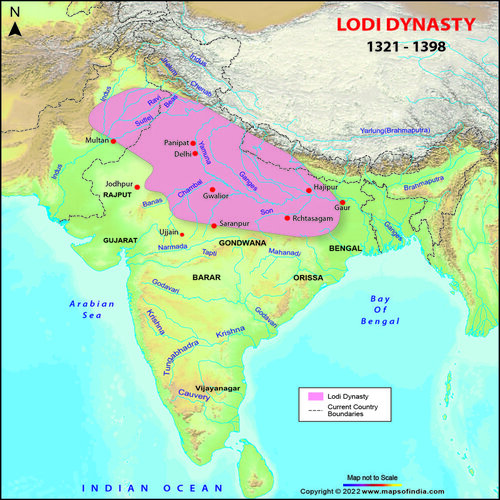 N
LODI DYNASTY
1321 - 1398
Indus
Jhelum
Chenab
Indus
Ravi
Beas
Sutlej
Multan
Panipat
Delhi
Yamuna
Yarlung(Brahmaputra)
Indus
Jodhpur
RAJPUT
Chambal
Gwalior
Ganges
Hajipur
Gaur
Brahmaputra
Banas
Saranpur
Son
Rchtasagam
Ganges
Ujjain
GUJARAT
Narmada
GONDWANA
BENGAL
Tapti
Mahanadi
BARAR
ORISSA
Godavari
Godavari
Arabian
Sea
Bay
Of
Bengal
Krishna
Krishna
Tungabhadra
Vijayanagar
Cauvery
Lodi Dynasty
Current Country
Boundaries
Map not to Scale
Copyright © 2022 www.mapsofindia.com
INDIAN OCEAN